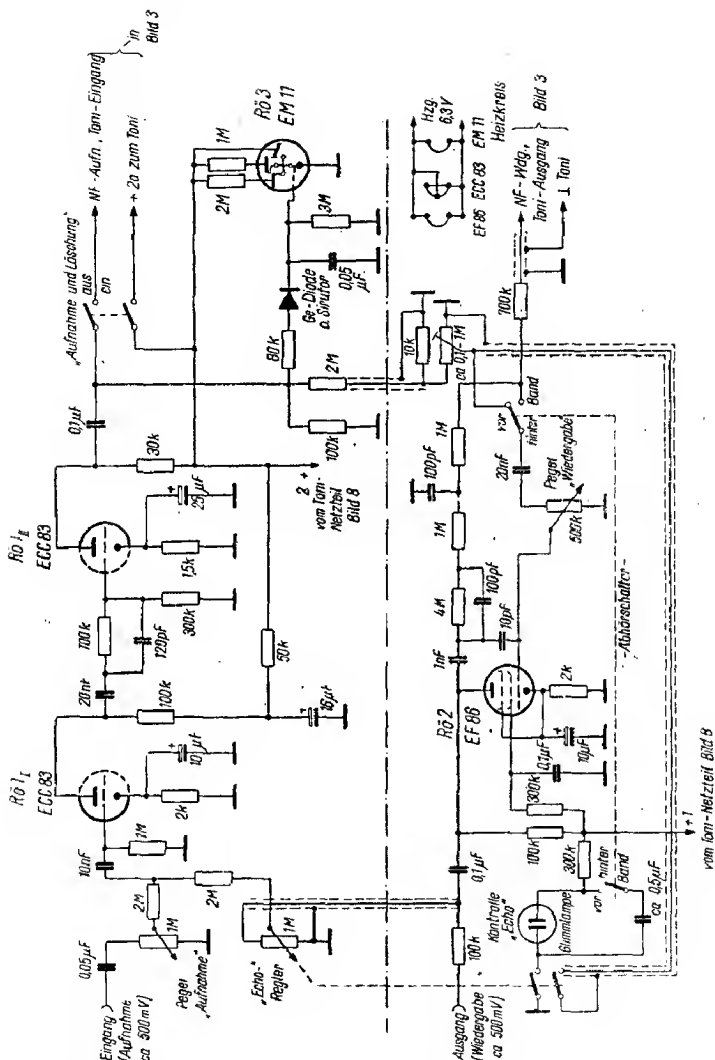 Eingang
(Aufnahme
ca 500mV)
0,05µF
1M
Pegel
„Aufnahme"
2M
2M
1M
„Echo-"
Regler
10nF
1M
Rö 1I
ECC83
2k
10µF
100k
20nF
16µF
50k
100k
120pF
300k
Rö 1II
ECC83
1,5k
25µF
30k
0,1µF
2 +
vom Toni-
Netzteil
Bild 8
„Aufnahme und Löschung"
aus
ein
NF-Aufn., Toni-Eingang
+ 2a zum Toni
in
Bild 3
100k
80k
2M
Ge-Diode
o. Sirutor
0,05
µF
3M
2M
1M
Rö 3
EM 11
Ausgang
(Wiedergabe
ca 500mV)
100k
0,1µF
Kontrolle
„Echo"
Glimmlampe
vor
hinter
Band
ca 0,5µF
300k
100k
300k
0,1µF
10µF
2k
+1
vom Toni-Netzteil Bild 8
Rö 2
EF 86
1nF
10pF
4M
100pF
1M
100pF
1M
Pegel
„Wiedergabe"
500k
20nF
vor
hinter
Band
-Abhörschalter-
10k
ca 0,1-1M
100k
NF-Wdg.,
Toni-Ausgang
⊥ Toni
Bild 3
EF86
ECC 83
EM 11
Heizkreis
Hzg.
6,3V